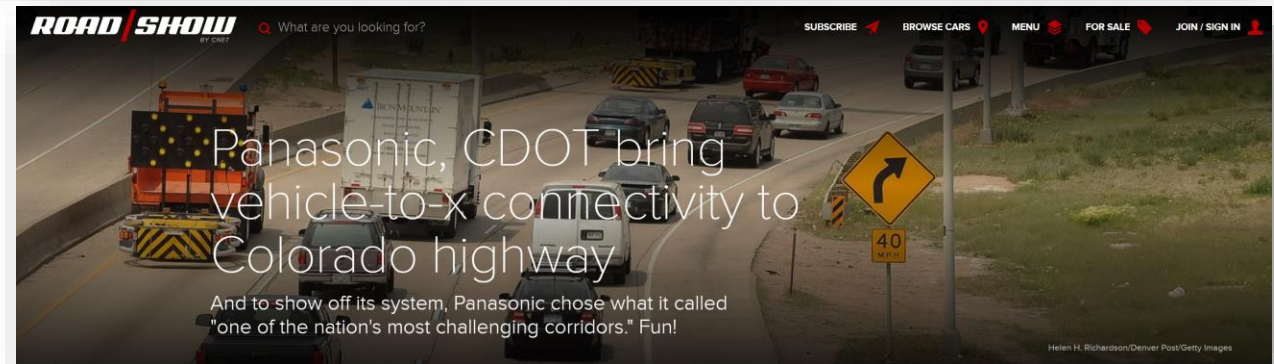 ROAD/SHOW
BY CNET
What are you looking for?
SUBSCRIBE
BROWSE CARS
MENU
FOR SALE
JOIN / SIGN IN
IRON MOUNTAIN
Panasonic, CDOT bring
vehicle-to-x connectivity to
Colorado highway
40
MPH
And to show off its system, Panasonic chose what it called
"one of the nation's most challenging corridors." Fun!
Helen H. Richardson/Denver Post/Getty Images